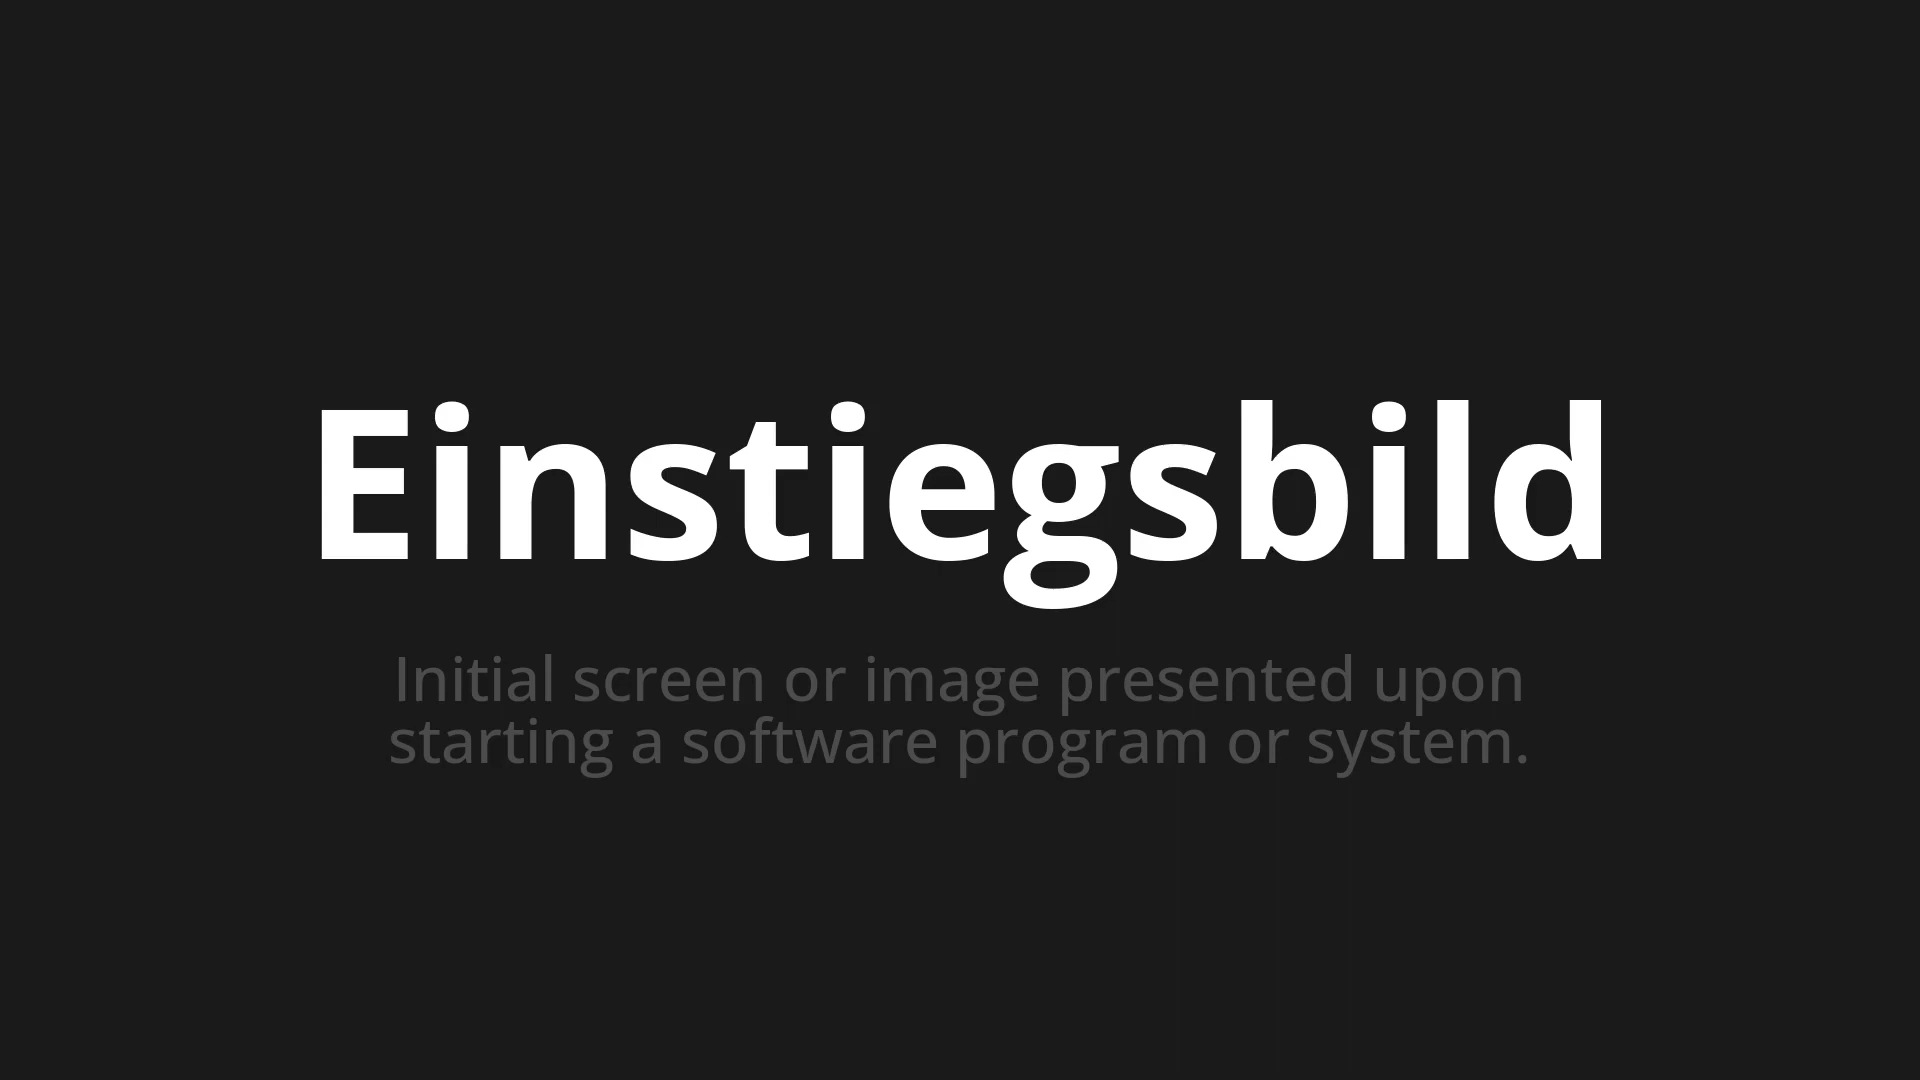 Einstiegsbild
Initial screen or image presented upon
starting a software program or system.